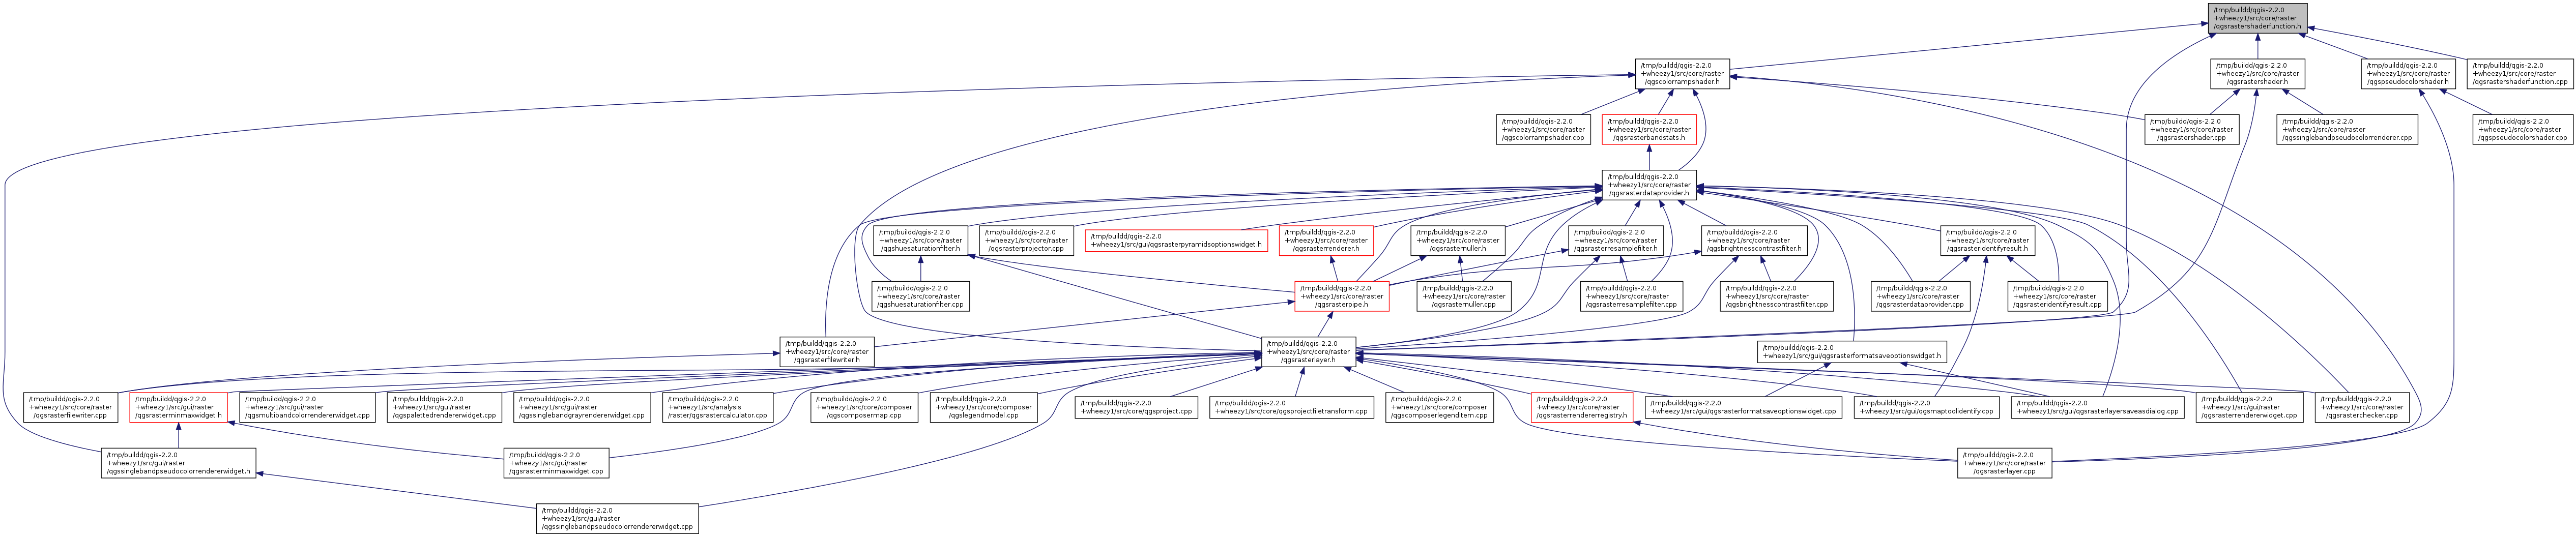 /tmp/buildd/qgis-2.2.0
+wheezy1/src/core/raster
/qgsrastershaderfunction.h
/tmp/buildd/qgis-2.2.0
+wheezy1/src/core/raster
/qgscolorrampshader.h
/tmp/buildd/qgis-2.2.0
+wheezy1/src/core/raster
/qgsrastershader.h
/tmp/buildd/qgis-2.2.0
+wheezy1/src/core/raster
/qgspseudocolorshader.h
/tmp/buildd/qgis-2.2.0
+wheezy1/src/core/raster
/qgsrastershaderfunction.cpp
/tmp/buildd/qgis-2.2.0
+wheezy1/src/core/raster
/qgscolorrampshader.cpp
/tmp/buildd/qgis-2.2.0
+wheezy1/src/core/raster
/qgsrasterbandstats.h
/tmp/buildd/qgis-2.2.0
+wheezy1/src/core/raster
/qgsrastershader.cpp
/tmp/buildd/qgis-2.2.0
+wheezy1/src/core/raster
/qgssinglebandpseudocolorrenderer.cpp
/tmp/buildd/qgis-2.2.0
+wheezy1/src/core/raster
/qgspseudocolorshader.cpp
/tmp/buildd/qgis-2.2.0
+wheezy1/src/core/raster
/qgsrasterdataprovider.h
/tmp/buildd/qgis-2.2.0
+wheezy1/src/core/raster
/qgshuesaturationfilter.h
/tmp/buildd/qgis-2.2.0
+wheezy1/src/core/raster
/qgsrasterprojector.cpp
/tmp/buildd/qgis-2.2.0
+wheezy1/src/gui/qgsrasterpyramidsoptionswidget.h
/tmp/buildd/qgis-2.2.0
+wheezy1/src/core/raster
/qgsrasterrenderer.h
/tmp/buildd/qgis-2.2.0
+wheezy1/src/core/raster
/qgsrasternuller.h
/tmp/buildd/qgis-2.2.0
+wheezy1/src/core/raster
/qgsrasterresamplefilter.h
/tmp/buildd/qgis-2.2.0
+wheezy1/src/core/raster
/qgsbrightnesscontrastfilter.h
/tmp/buildd/qgis-2.2.0
+wheezy1/src/core/raster
/qgsrasteridentifyresult.h
/tmp/buildd/qgis-2.2.0
+wheezy1/src/core/raster
/qgshuesaturationfilter.cpp
/tmp/buildd/qgis-2.2.0
+wheezy1/src/core/raster
/qgsrasterpipe.h
/tmp/buildd/qgis-2.2.0
+wheezy1/src/core/raster
/qgsrasternuller.cpp
/tmp/buildd/qgis-2.2.0
+wheezy1/src/core/raster
/qgsrasterresamplefilter.cpp
/tmp/buildd/qgis-2.2.0
+wheezy1/src/core/raster
/qgsbrightnesscontrastfilter.cpp
/tmp/buildd/qgis-2.2.0
+wheezy1/src/core/raster
/qgsrasterdataprovider.cpp
/tmp/buildd/qgis-2.2.0
+wheezy1/src/core/raster
/qgsrasteridentifyresult.cpp
/tmp/buildd/qgis-2.2.0
+wheezy1/src/core/raster
/qgsrasterfilewriter.h
/tmp/buildd/qgis-2.2.0
+wheezy1/src/core/raster
/qgsrasterlayer.h
/tmp/buildd/qgis-2.2.0
+wheezy1/src/gui/qgsrasterformatsaveoptionswidget.h
/tmp/buildd/qgis-2.2.0
+wheezy1/src/core/raster
/qgsrasterfilewriter.cpp
/tmp/buildd/qgis-2.2.0
+wheezy1/src/gui/raster
/qgsrasterminmaxwidget.h
/tmp/buildd/qgis-2.2.0
+wheezy1/src/gui/raster
/qgsmultibandcolorrendererwidget.cpp
/tmp/buildd/qgis-2.2.0
+wheezy1/src/gui/raster
/qgspalettedrendererwidget.cpp
/tmp/buildd/qgis-2.2.0
+wheezy1/src/gui/raster
/qgssinglebandgrayrendererwidget.cpp
/tmp/buildd/qgis-2.2.0
+wheezy1/src/analysis
/raster/qgsrastercalculator.cpp
/tmp/buildd/qgis-2.2.0
+wheezy1/src/core/composer
/qgscomposermap.cpp
/tmp/buildd/qgis-2.2.0
+wheezy1/src/core/composer
/qgslegendmodel.cpp
/tmp/buildd/qgis-2.2.0
+wheezy1/src/core/qgsproject.cpp
/tmp/buildd/qgis-2.2.0
+wheezy1/src/core/qgsprojectfiletransform.cpp
/tmp/buildd/qgis-2.2.0
+wheezy1/src/core/composer
/qgscomposerlegenditem.cpp
/tmp/buildd/qgis-2.2.0
+wheezy1/src/core/raster
/qgsrasterrendererregistry.h
/tmp/buildd/qgis-2.2.0
+wheezy1/src/gui/qgsrasterformatsaveoptionswidget.cpp
/tmp/buildd/qgis-2.2.0
+wheezy1/src/gui/qgsmaptoolidentify.cpp
/tmp/buildd/qgis-2.2.0
+wheezy1/src/gui/qgsrasterlayersaveasdialog.cpp
/tmp/buildd/qgis-2.2.0
+wheezy1/src/gui/raster
/qgsrasterrendererwidget.cpp
/tmp/buildd/qgis-2.2.0
+wheezy1/src/core/raster
/qgsrasterchecker.cpp
/tmp/buildd/qgis-2.2.0
+wheezy1/src/gui/raster
/qgssinglebandpseudocolorrendererwidget.h
/tmp/buildd/qgis-2.2.0
+wheezy1/src/gui/raster
/qgsrasterminmaxwidget.cpp
/tmp/buildd/qgis-2.2.0
+wheezy1/src/core/raster
/qgsrasterlayer.cpp
/tmp/buildd/qgis-2.2.0
+wheezy1/src/gui/raster
/qgssinglebandpseudocolorrendererwidget.cpp